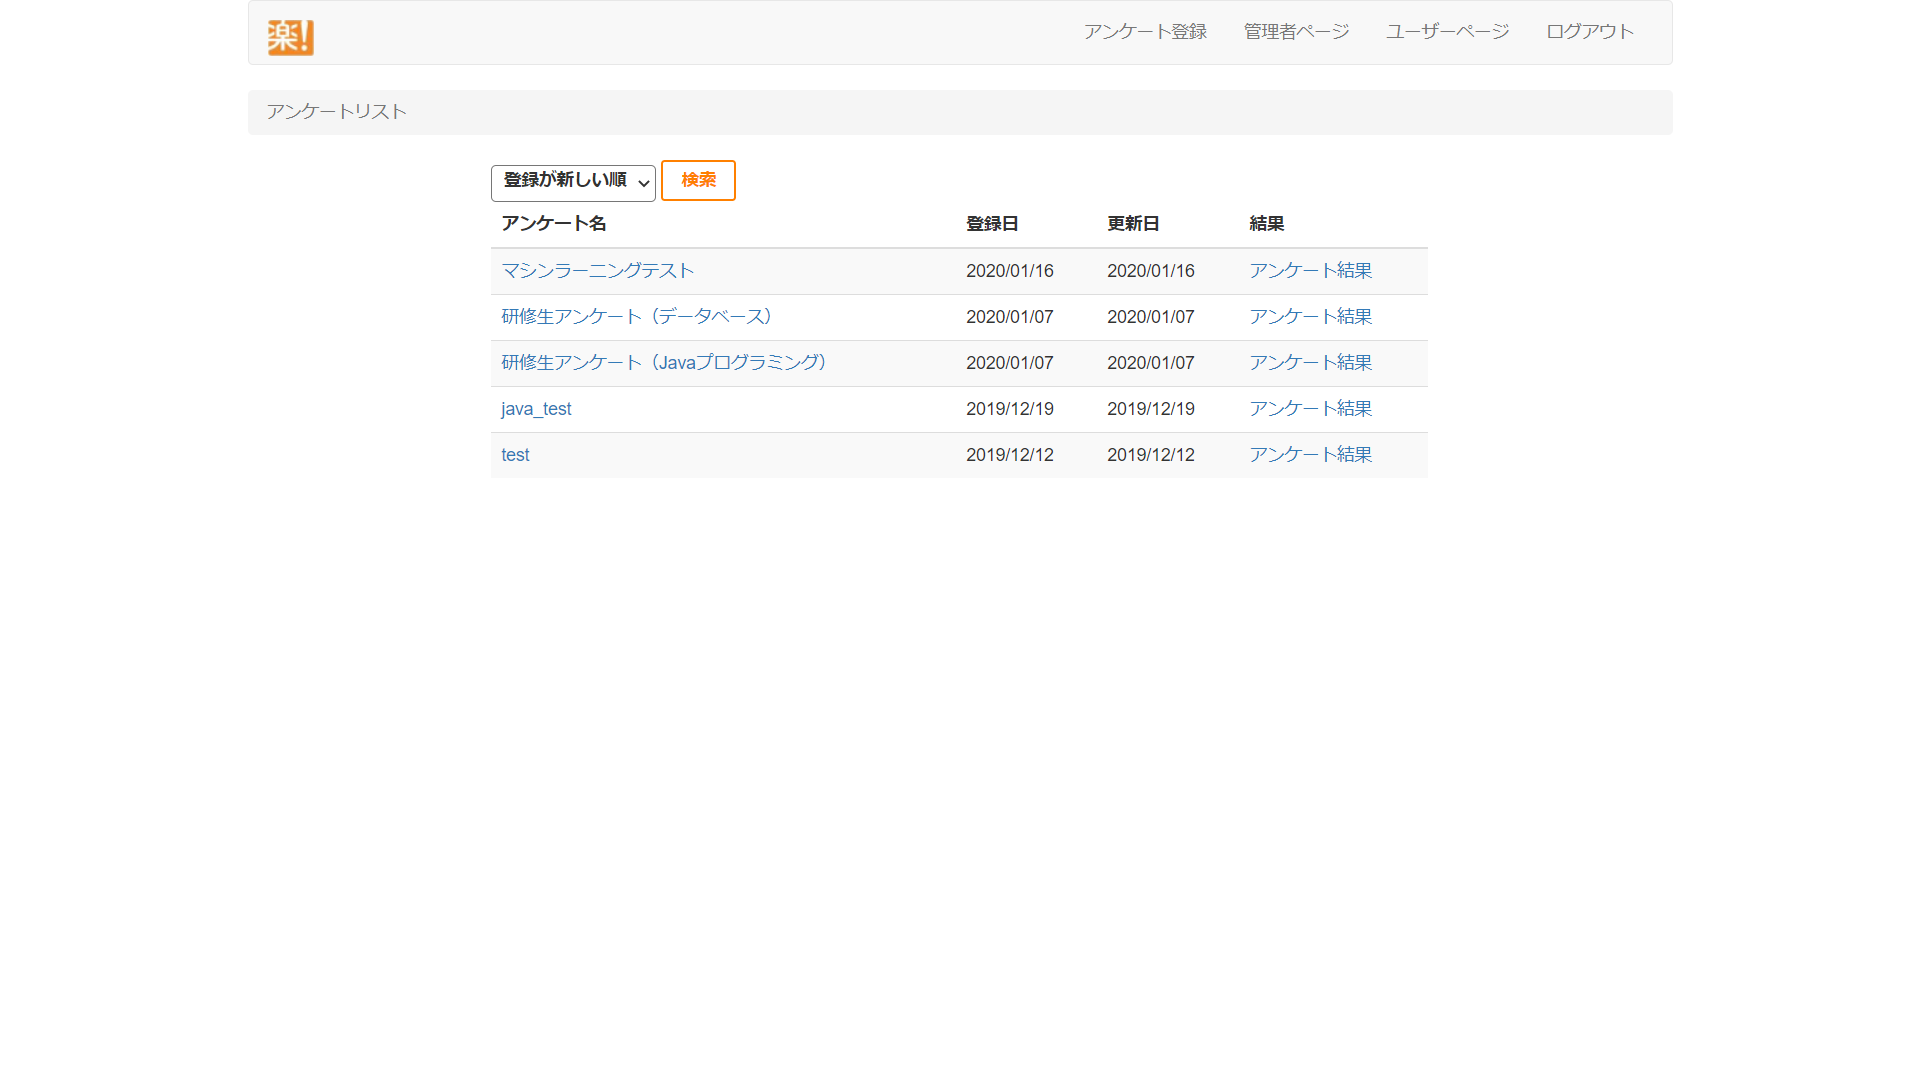 楽!
アンケート登録 管理者ページ ユーザーページ ログアウト
アンケートリスト
登録が新しい順 検索
アンケート名 登録日 更新日 結果
マシンラーニングテスト 2020/01/16 2020/01/16 アンケート結果
研修生アンケート（データベース） 2020/01/07 2020/01/07 アンケート結果
研修生アンケート（Javaプログラミング） 2020/01/07 2020/01/07 アンケート結果
java_test 2019/12/19 2019/12/19 アンケート結果
test 2019/12/12 2019/12/12 アンケート結果